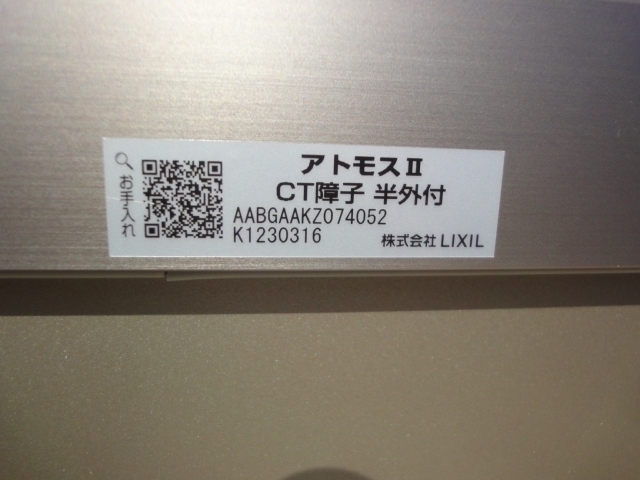 お手入れ
アトモスⅡ
CT障子 半外付
AABGAAKZ074052
K1230316
株式会社 LIXIL